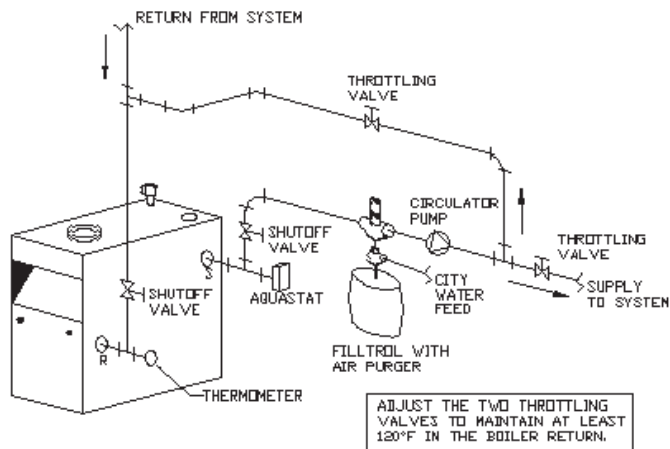 RETURN FROM SYSTEM
THROTTLING
VALVE
CIRCULATOR
PUMP
SHUTOFF
VALVE
THROTTLING
VALVE
S
AQUASTAT
CITY
WATER
FEED
SUPPLY
TO SYSTEM
SHUTOFF
VALVE
R
FILLTROL WITH
AIR PURGER
THERMOMETER
ADJUST THE TWO THROTTLING
VALVES TO MAINTAIN AT LEAST
120°F IN THE BOILER RETURN.